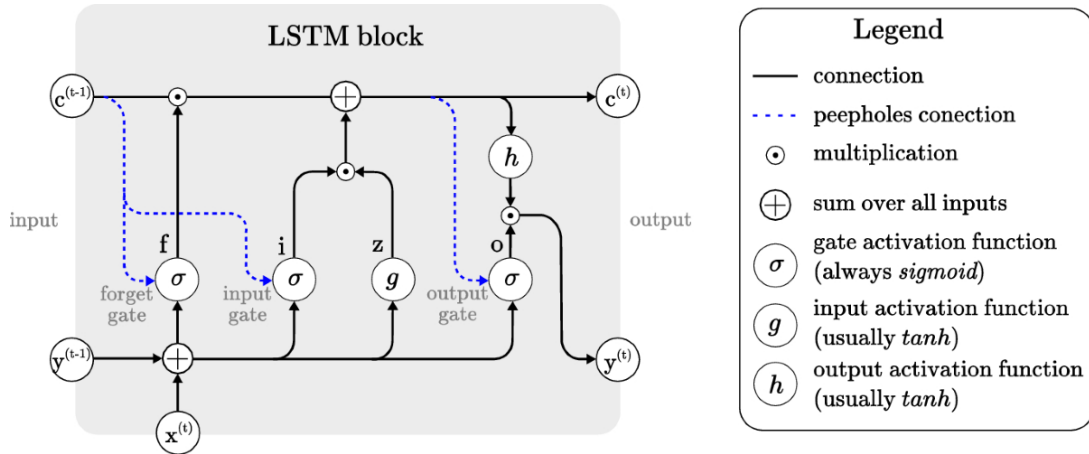 LSTM block
c(t-1)
c(t)
h
input
output
f
i
z
o
σ
σ
g
σ
forget
gate
input
gate
output
gate
y(t-1)
y(t)
x(t)
Legend
connection
peepholes conection
multiplication
sum over all inputs
σ
gate activation function
(always sigmoid)
g
input activation function
(usually tanh)
h
output activation function
(usually tanh)